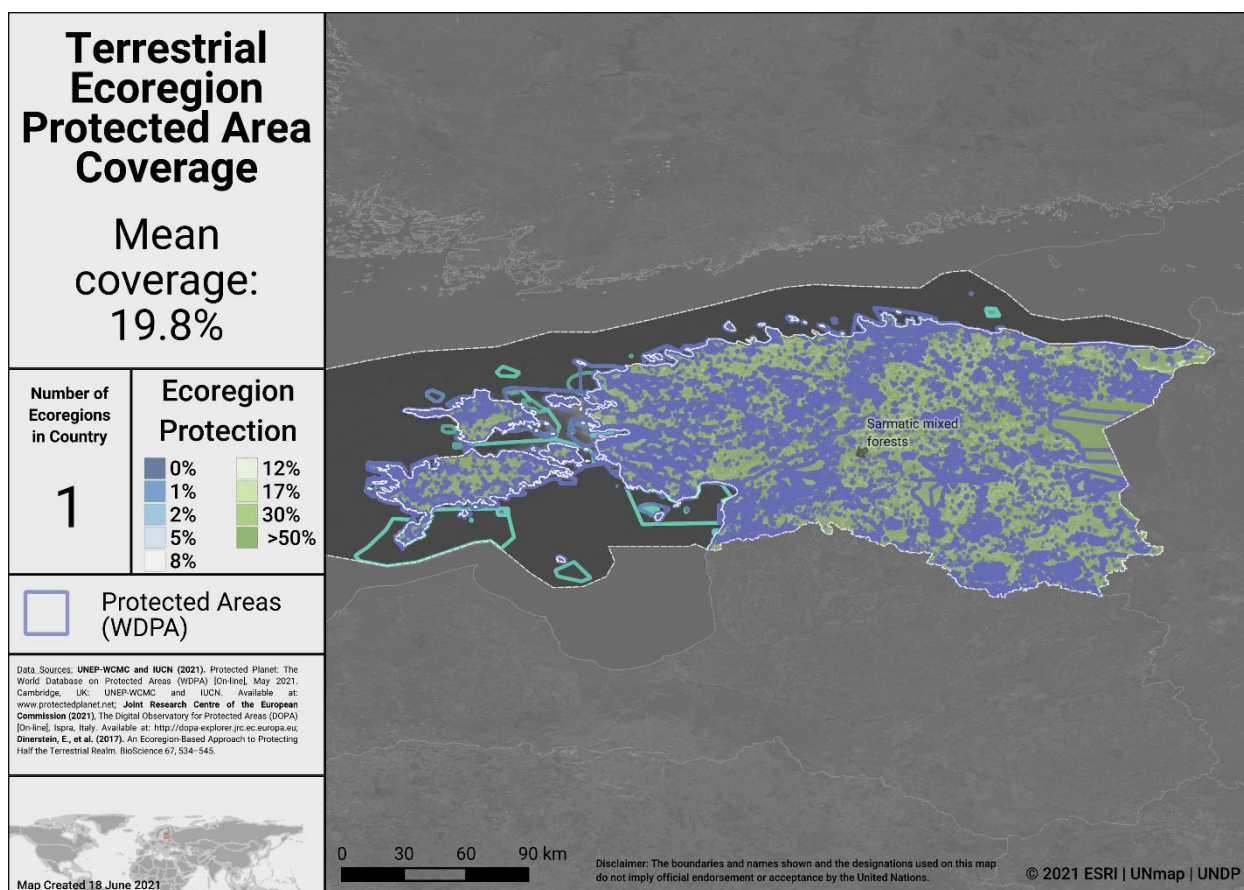 Terrestrial
Ecoregion
Protected Area
Coverage
Mean
coverage:
19.8%
Number of
Ecoregions
in Country
1
Ecoregion
Protection
0%
1%
2%
5%
8%
12%
17%
30%
>50%
Protected Areas
(WDPA)
Data Sources: UNEP-WCMC and IUCN (2021). Protected Planet: The
World Database on Protected Areas (WDPA) [On-line], May 2021.
Cambridge, UK: UNEP-WCMC and IUCN. Available at:
www.protectedplanet.net; Joint Research Centre of the European
Commission (2021), The Digital Observatory for Protected Areas (DOPA)
[On-line], Ispra, Italy. Available at: http://dopa-explorer.jrc.ec.europa.eu;
Dinerstein, E., et al. (2017). An Ecoregion-Based Approach to Protecting
Half the Terrestrial Realm. BioScience 67, 534–545.
Map Created 18 June 2021
Sarmatic mixed
forests
0 30 60 90 km
Disclaimer: The boundaries and names shown and the designations used on this map
do not imply official endorsement or acceptance by the United Nations.
© 2021 ESRI | UNmap | UNDP